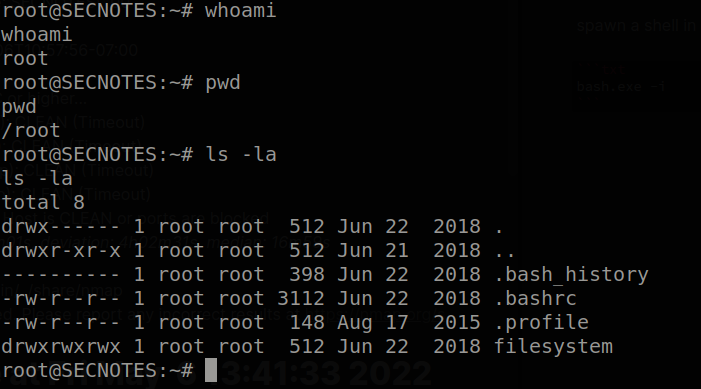 root@SECNOTES:~# whoami
whoami
root
root@SECNOTES:~# pwd
pwd
/root
root@SECNOTES:~# ls -la
ls -la
total 8
drwx------ 1 root root  512 Jun 22  2018 .
drwxr-xr-x 1 root root  512 Jun 21  2018 ..
---------- 1 root root  398 Jun 22  2018 .bash_history
-rw-r--r-- 1 root root 3112 Jun 22  2018 .bashrc
-rw-r--r-- 1 root root  148 Aug 17  2015 .profile
drwxrwxrwx 1 root root  512 Jun 22  2018 filesystem
root@SECNOTES:~#
spawn a shell in
bash.exe -i
3:41:33 2022